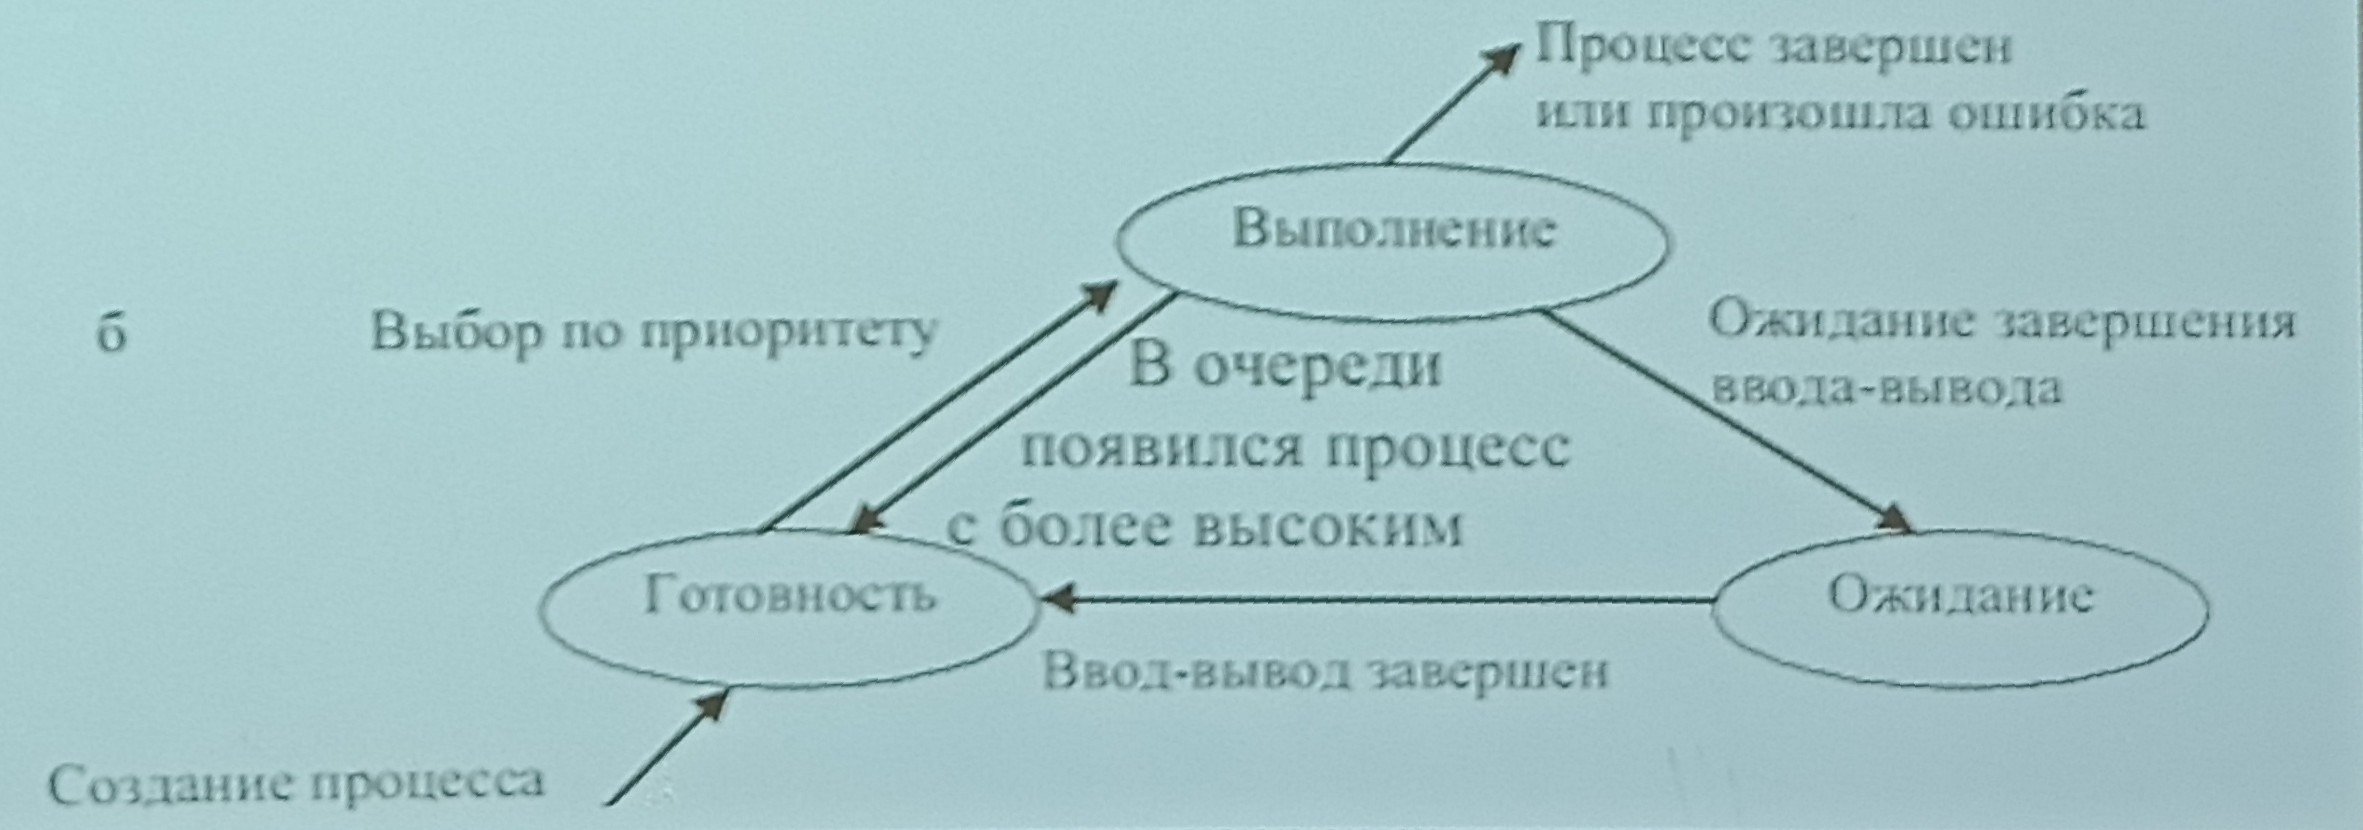 Процесс завершен
или произошла ошибка
Выполнение
б
Выбор по приоритету
В очереди
появился процесс
с более высоким
Ожидание завершения
ввода-вывода
Готовность
Ожидание
Ввод-вывод завершен
Создание процесса